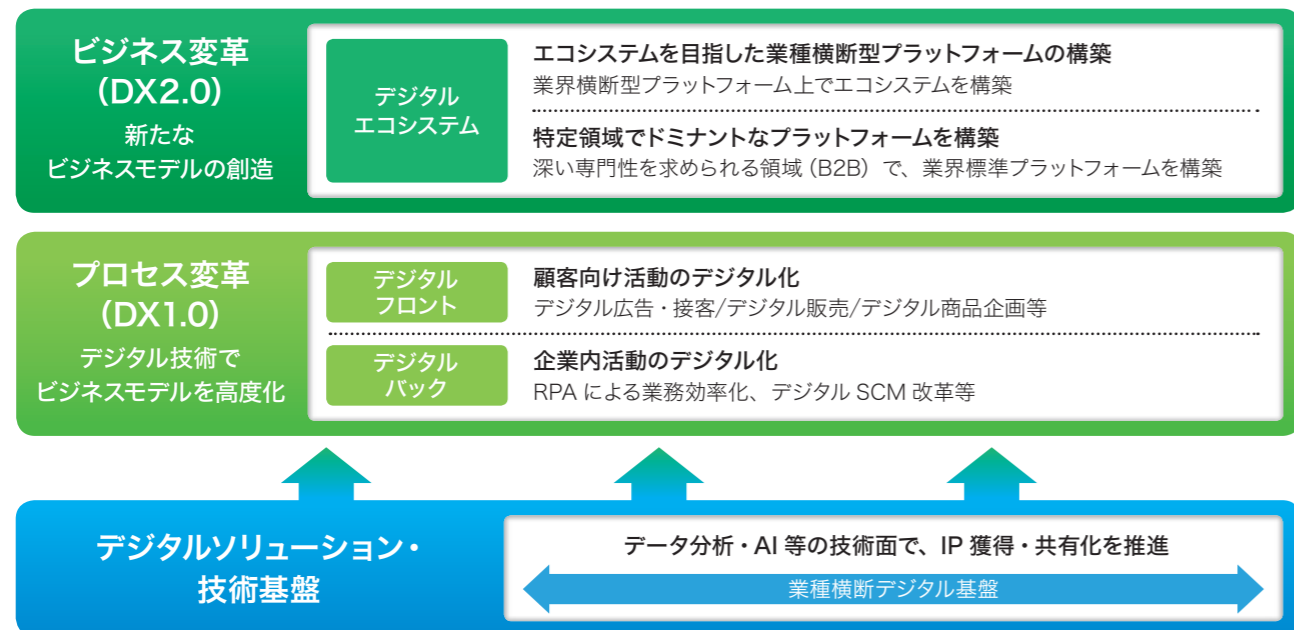 ビジネス変革
(DX2.0)
新たな
ビジネスモデルの創造
デジタル
エコシステム
エコシステムを目指した業種横断型プラットフォームの構築
業界横断型プラットフォーム上でエコシステムを構築
特定領域でドミナントなプラットフォームを構築
深い専門性を求められる領域（B2B）で、業界標準プラットフォームを構築
プロセス変革
(DX1.0)
デジタル技術で
ビジネスモデルを高度化
デジタル
フロント
顧客向け活動のデジタル化
デジタル広告・接客/デジタル販売/デジタル商品企画等
デジタル
バック
企業内活動のデジタル化
RPA による業務効率化、デジタル SCM 改革等
デジタルソリューション・
技術基盤
データ分析・AI 等の技術面で、IP 獲得・共有化を推進
業種横断デジタル基盤